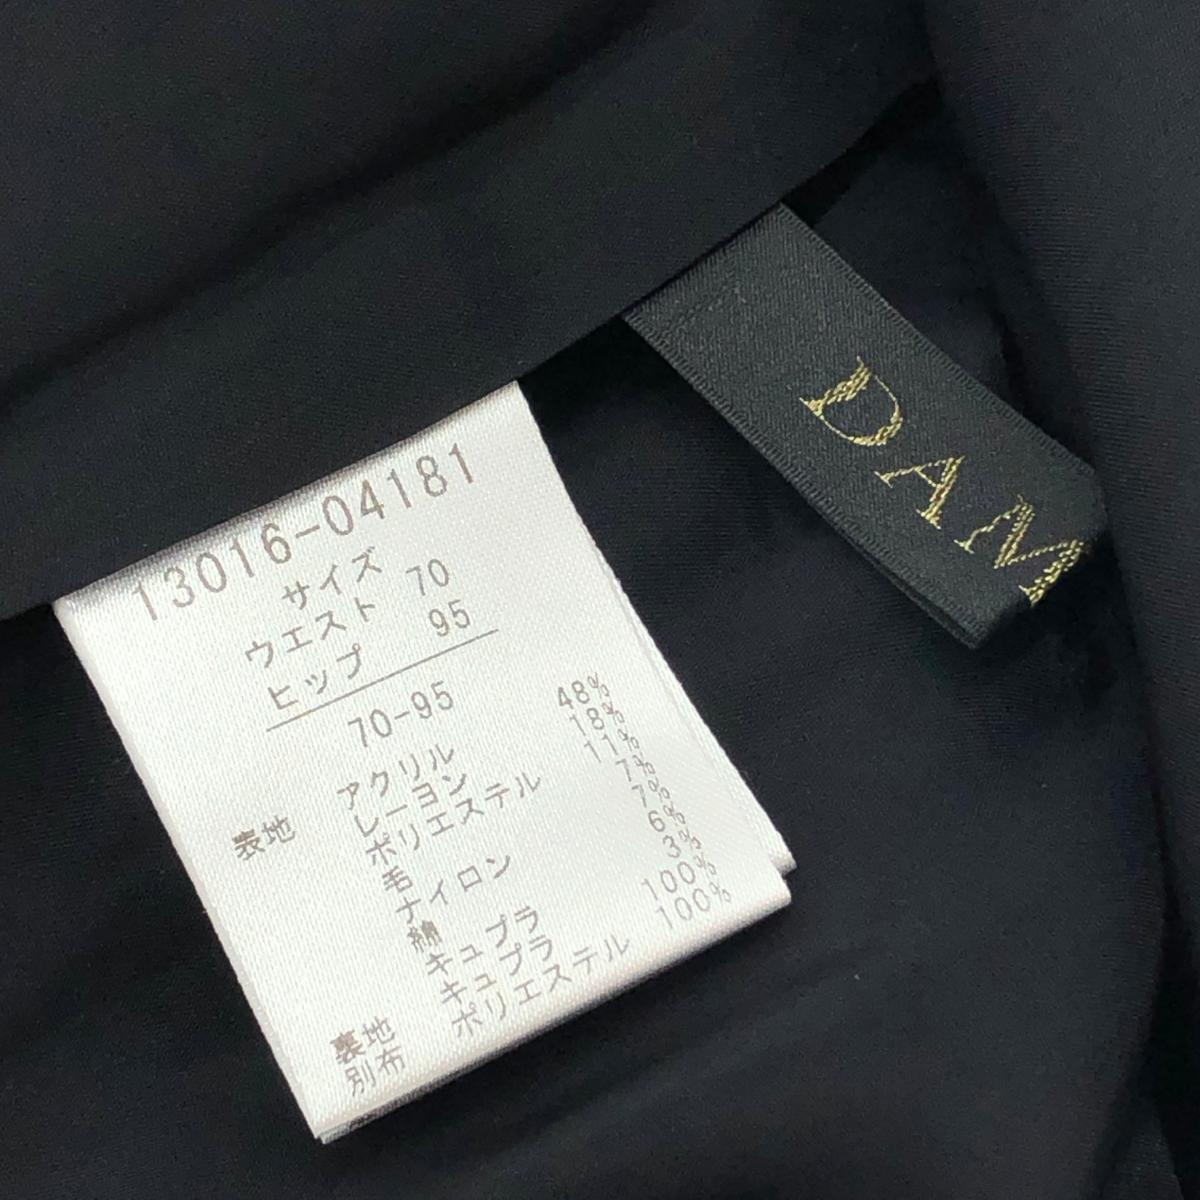 13016-04181
サイズ
ウエスト 70
ヒップ 95
70-95
表地 アクリル 48%
レーヨン 18%
ポリエステル 11%
毛 7%
ナイロン 7%
綿 6%
キュプラ 3%
裏地 キュプラ 100%
別布 ポリエステル 100%
DAM